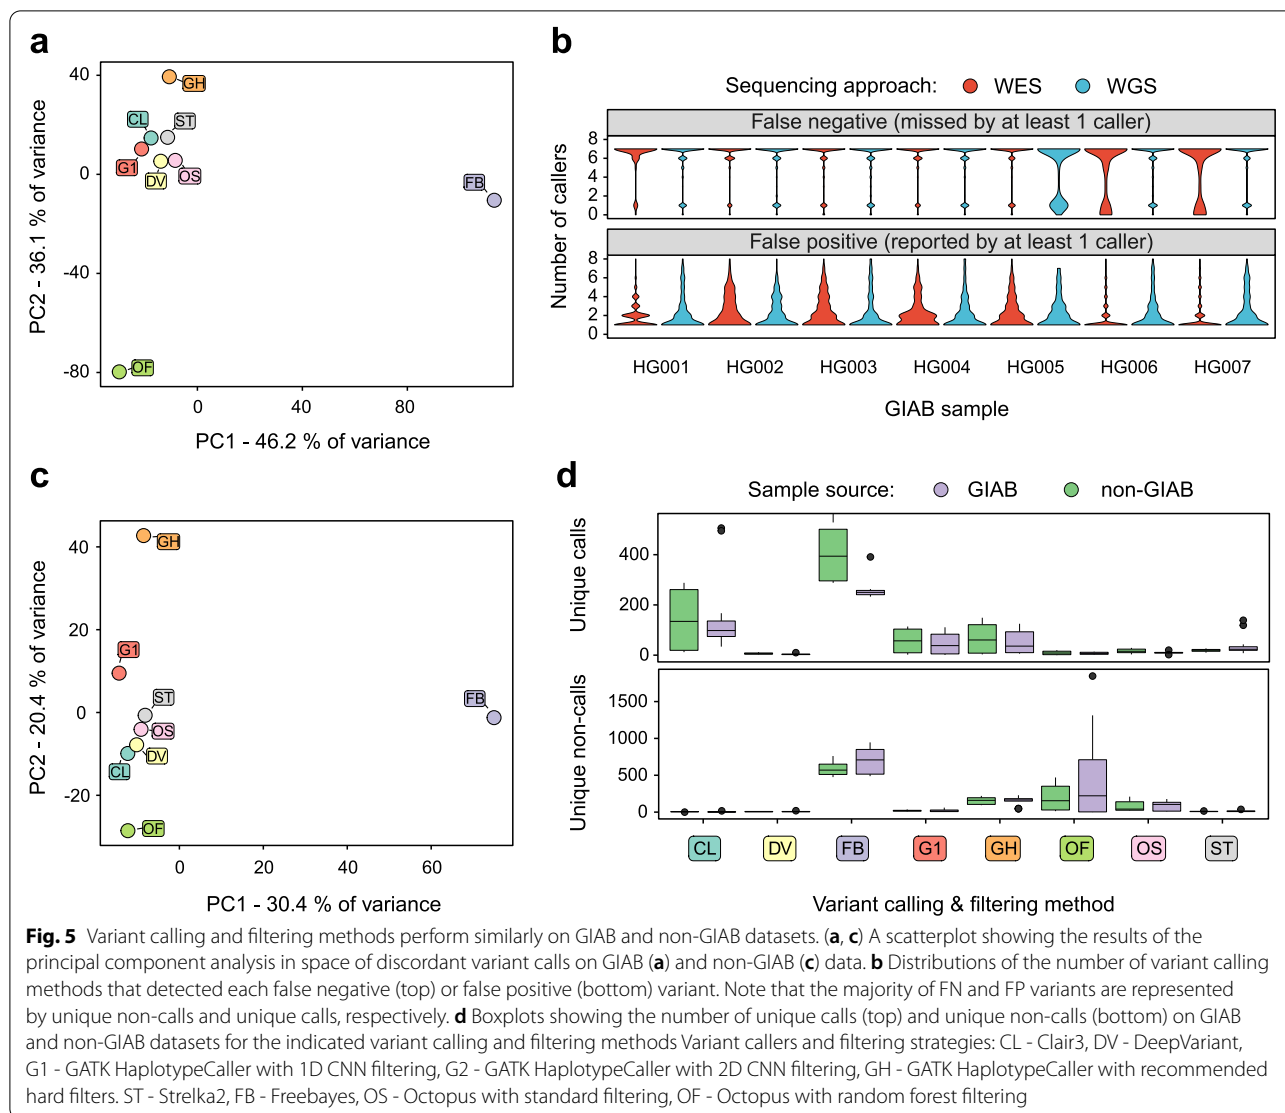 a
40
0
-40
-80
PC2 - 36.1 % of variance
GH
CL
ST
G1
DV
OS
FB
OF
0
40
80
PC1 - 46.2 % of variance
b
Sequencing approach: WES WGS
False negative (missed by at least 1 caller)
8
6
4
2
0
False positive (reported by at least 1 caller)
8
6
4
2
0
Number of callers
HG001 HG002 HG003 HG004 HG005 HG006 HG007
GIAB sample
c
40
20
0
-20
PC2 - 20.4 % of variance
GH
G1
ST
FB
OS
DV
CL
OF
0
20
40
60
PC1 - 30.4 % of variance
d
Sample source: GIAB non-GIAB
Unique calls
400
200
0
Unique non-calls
1500
1000
500
0
CL DV FB G1 GH OF OS ST
Variant calling & filtering method
Fig. 5 Variant calling and filtering methods perform similarly on GIAB and non-GIAB datasets. (a, c) A scatterplot showing the results of the
principal component analysis in space of discordant variant calls on GIAB (a) and non-GIAB (c) data. b Distributions of the number of variant calling
methods that detected each false negative (top) or false positive (bottom) variant. Note that the majority of FN and FP variants are represented
by unique non-calls and unique calls, respectively. d Boxplots showing the number of unique calls (top) and unique non-calls (bottom) on GIAB
and non-GIAB datasets for the indicated variant calling and filtering methods Variant callers and filtering strategies: CL - Clair3, DV - DeepVariant,
G1 - GATK HaplotypeCaller with 1D CNN filtering, G2 - GATK HaplotypeCaller with 2D CNN filtering, GH - GATK HaplotypeCaller with recommended
hard filters. ST - Strelka2, FB - Freebayes, OS - Octopus with standard filtering, OF - Octopus with random forest filtering